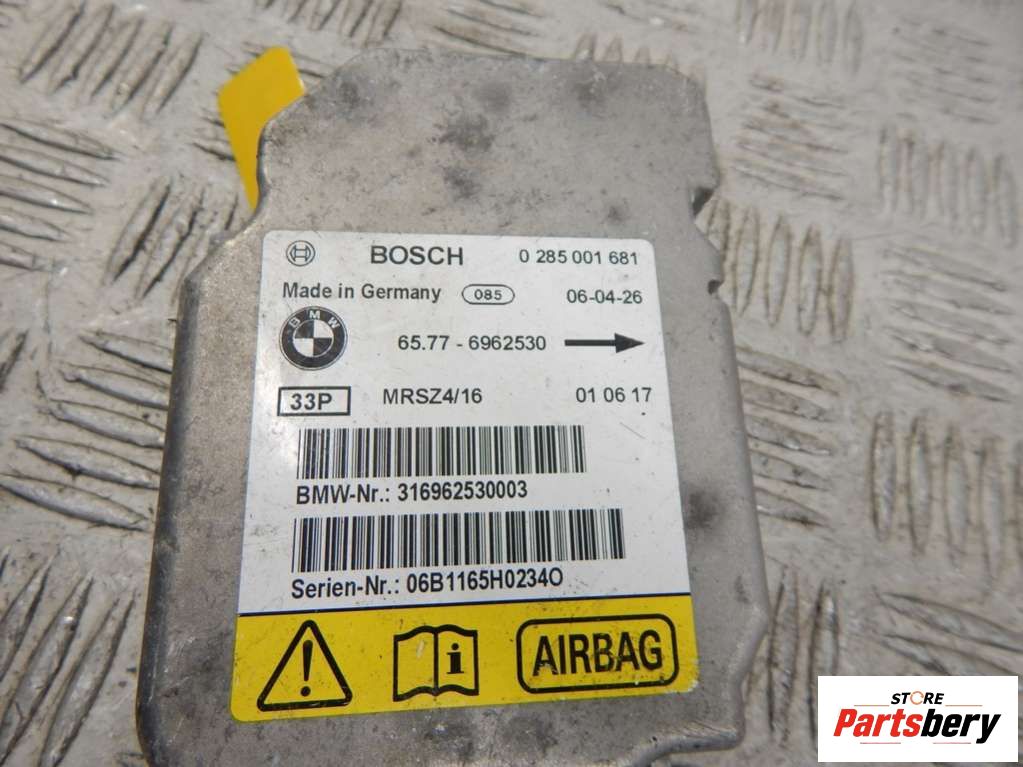 BOSCH 0 285 001 681
Made in Germany 085 06-04-26
BMW 65.77 - 6962530
33P MRSZ4/16 01 06 17
BMW-Nr.: 316962530003
Serien-Nr.: 06B1165H0234O
AIRBAG
STORE
Partsbery